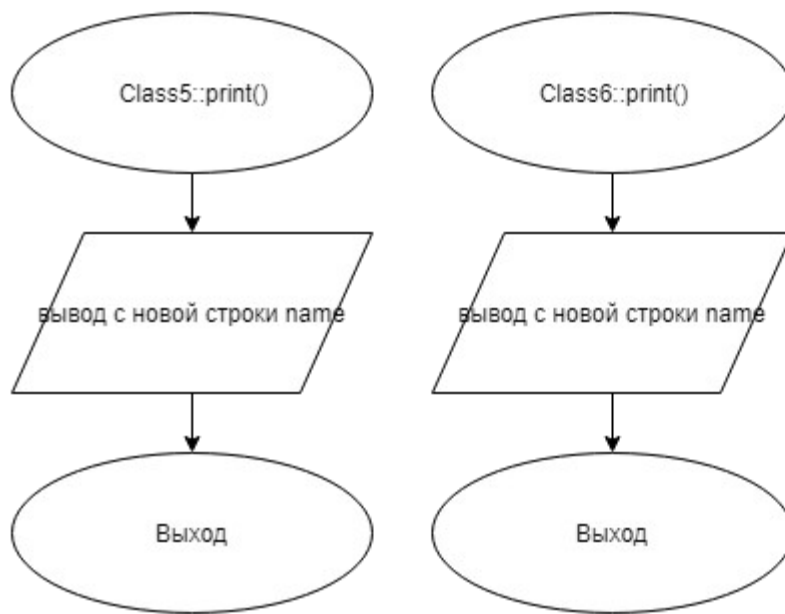 Class5::print()
Class6::print()
вывод с новой строки name
вывод с новой строки name
Выход
Выход